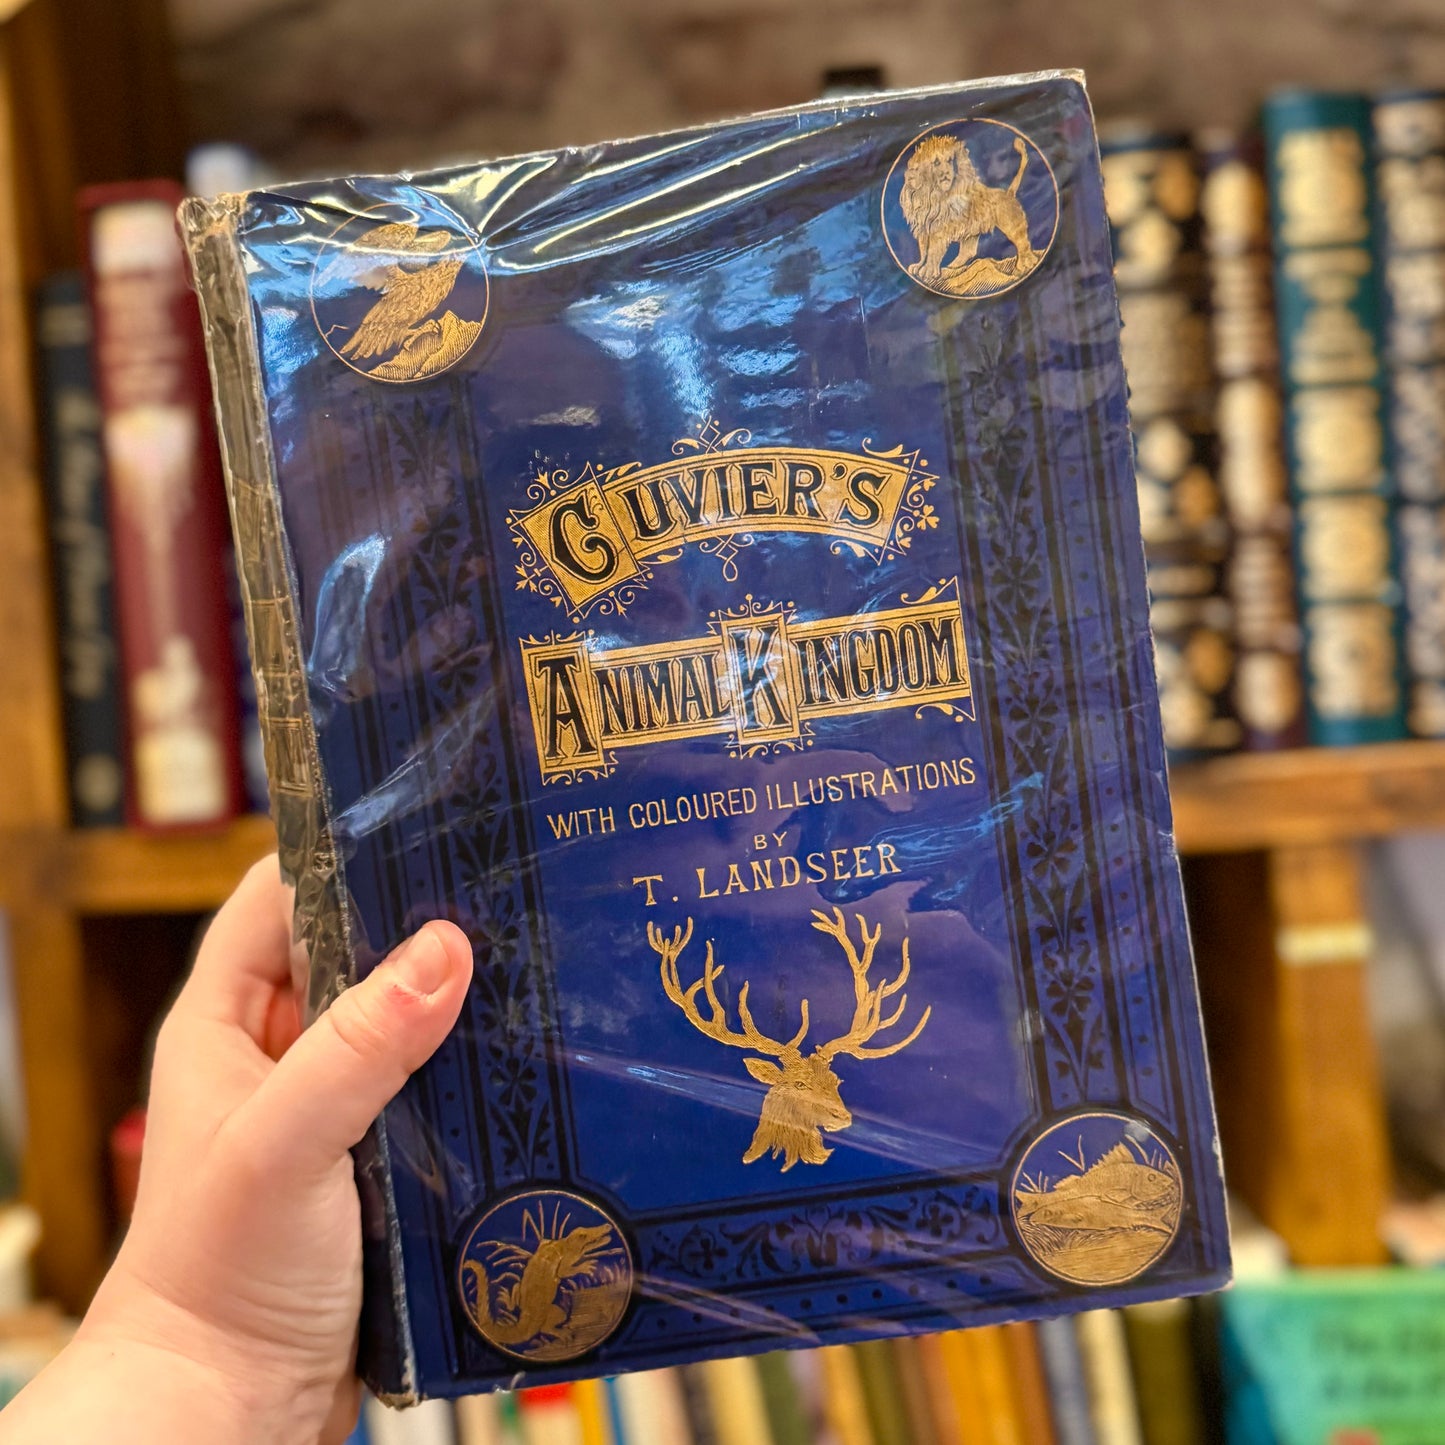 CUVIER'S
ANIMAL KINGDOM
WITH COLOURED ILLUSTRATIONS
BY
T. LANDSEER